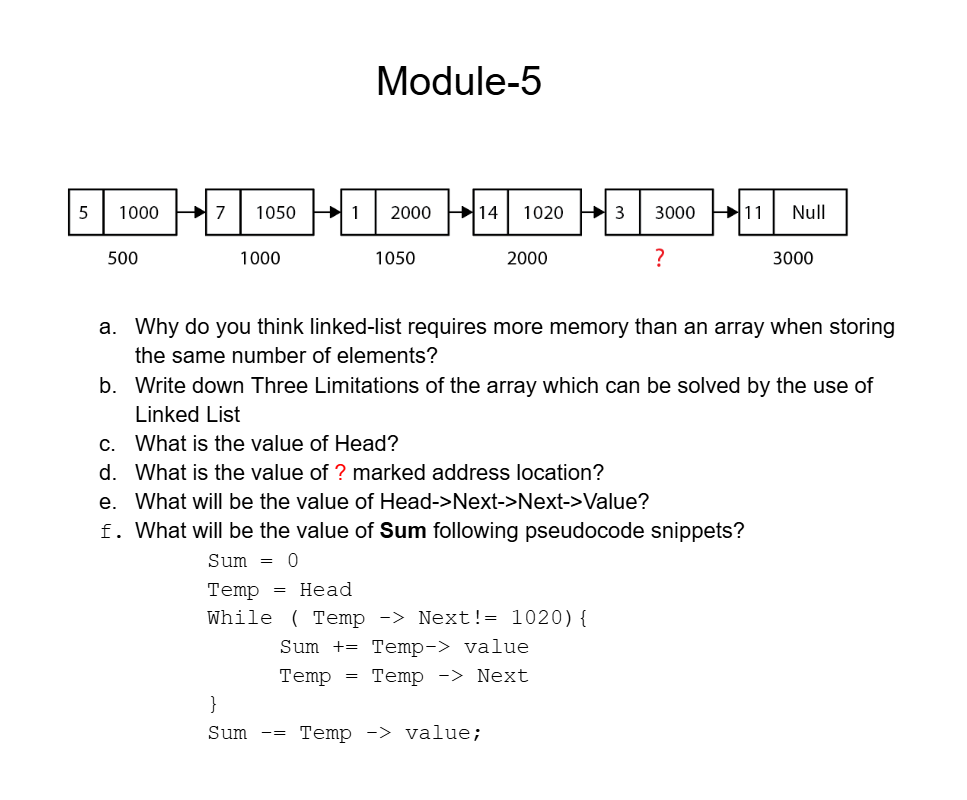 Module-5
5 1000 7 1050 1 2000 14 1020 3 3000 11 Null
500 1000 1050 2000 ? 3000
a. Why do you think linked-list requires more memory than an array when storing
the same number of elements?
b. Write down Three Limitations of the array which can be solved by the use of
Linked List
c. What is the value of Head?
d. What is the value of ? marked address location?
e. What will be the value of Head->Next->Next->Value?
f. What will be the value of Sum following pseudocode snippets?
Sum = 0
Temp = Head
While ( Temp -> Next!= 1020){
Sum += Temp-> value
Temp = Temp -> Next
}
Sum -= Temp -> value;